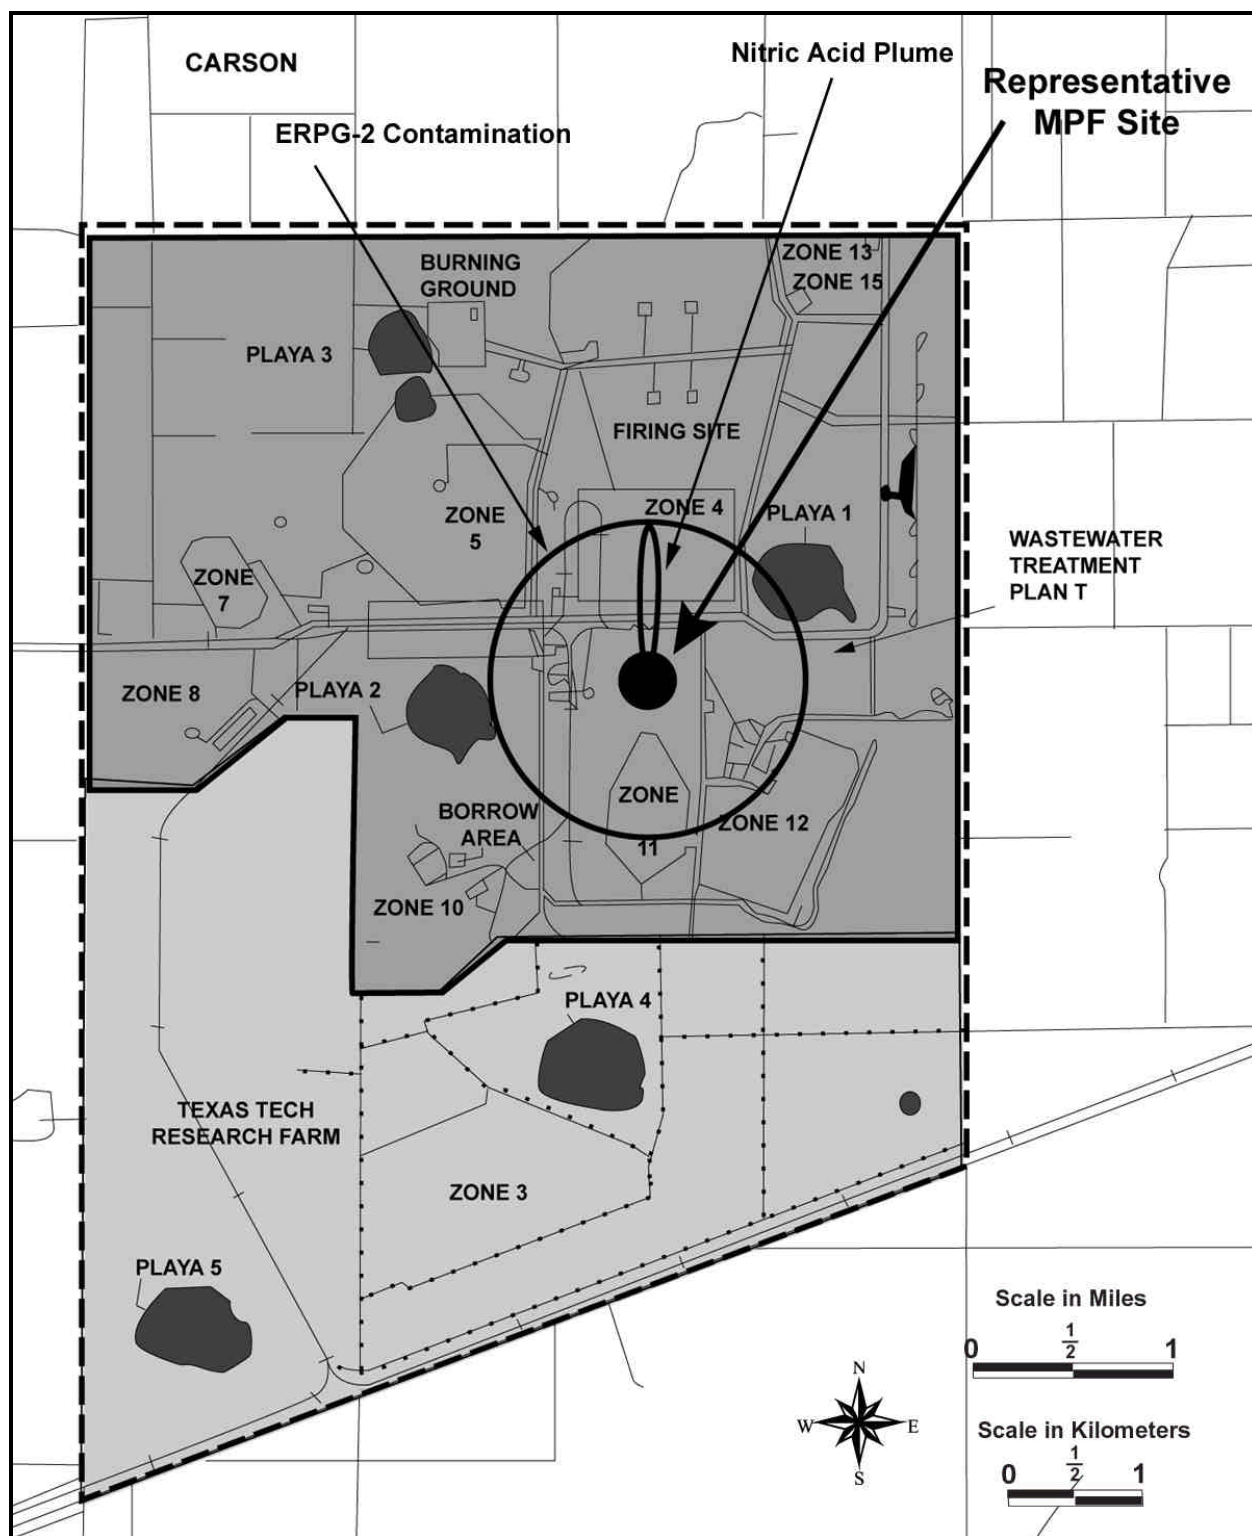 Nitric Acid Plume
CARSON
Representative
MPF Site
ERPG-2 Contamination
ZONE 13
BURNING
GROUND
ZONE 15
PLAYA 3
FIRING SITE
ZONE 4
PLAYA 1
ZONE
5
WASTEWATER
TREATMENT
PLAN T
ZONE
7
ZONE 8
PLAYA 2
ZONE
11
BORROW
AREA
ZONE 12
ZONE 10
PLAYA 4
TEXAS TECH
RESEARCH FARM
ZONE 3
PLAYA 5
Scale in Miles
0 1/2 1
N
W E
S
Scale in Kilometers
0 1/2 1